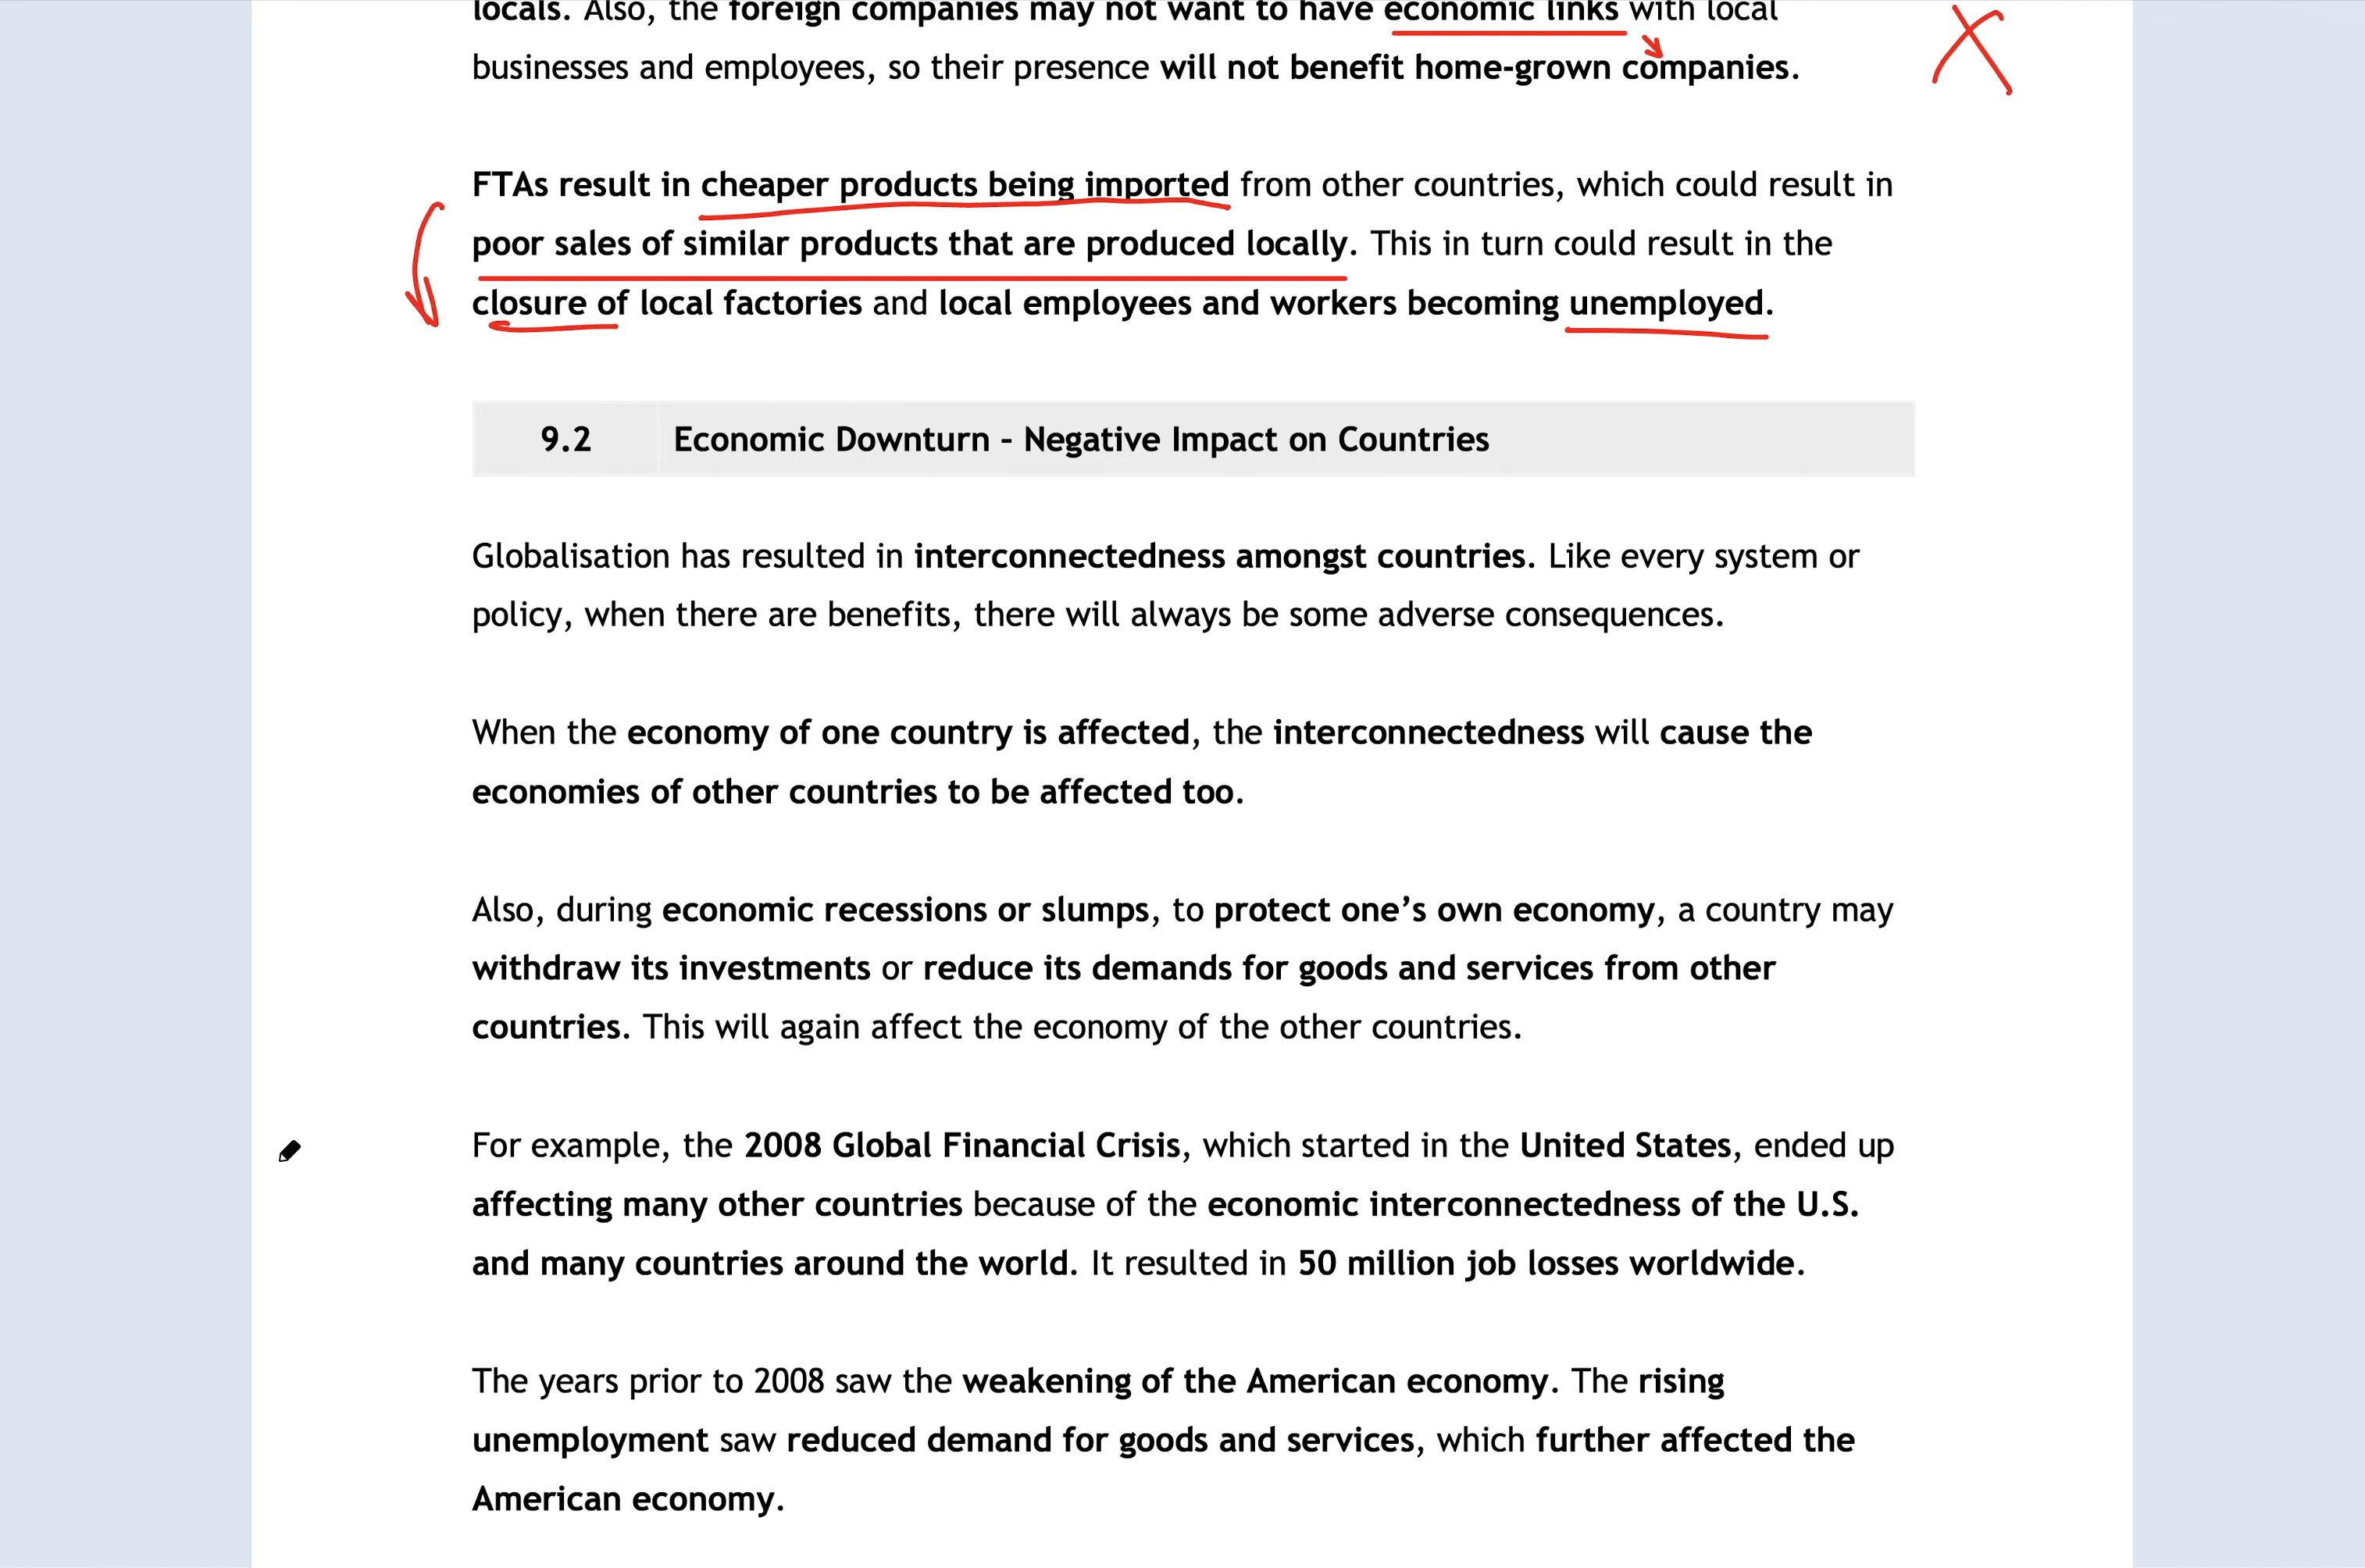 locals. Also, the foreign companies may not want to have economic links with local
businesses and employees, so their presence will not benefit home-grown companies.
FTAs result in cheaper products being imported from other countries, which could result in
poor sales of similar products that are produced locally. This in turn could result in the
closure of local factories and local employees and workers becoming unemployed.
9.2 Economic Downturn – Negative Impact on Countries
Globalisation has resulted in interconnectedness amongst countries. Like every system or
policy, when there are benefits, there will always be some adverse consequences.
When the economy of one country is affected, the interconnectedness will cause the
economies of other countries to be affected too.
Also, during economic recessions or slumps, to protect one’s own economy, a country may
withdraw its investments or reduce its demands for goods and services from other
countries. This will again affect the economy of the other countries.
For example, the 2008 Global Financial Crisis, which started in the United States, ended up
affecting many other countries because of the economic interconnectedness of the U.S.
and many countries around the world. It resulted in 50 million job losses worldwide.
The years prior to 2008 saw the weakening of the American economy. The rising
unemployment saw reduced demand for goods and services, which further affected the
American economy.